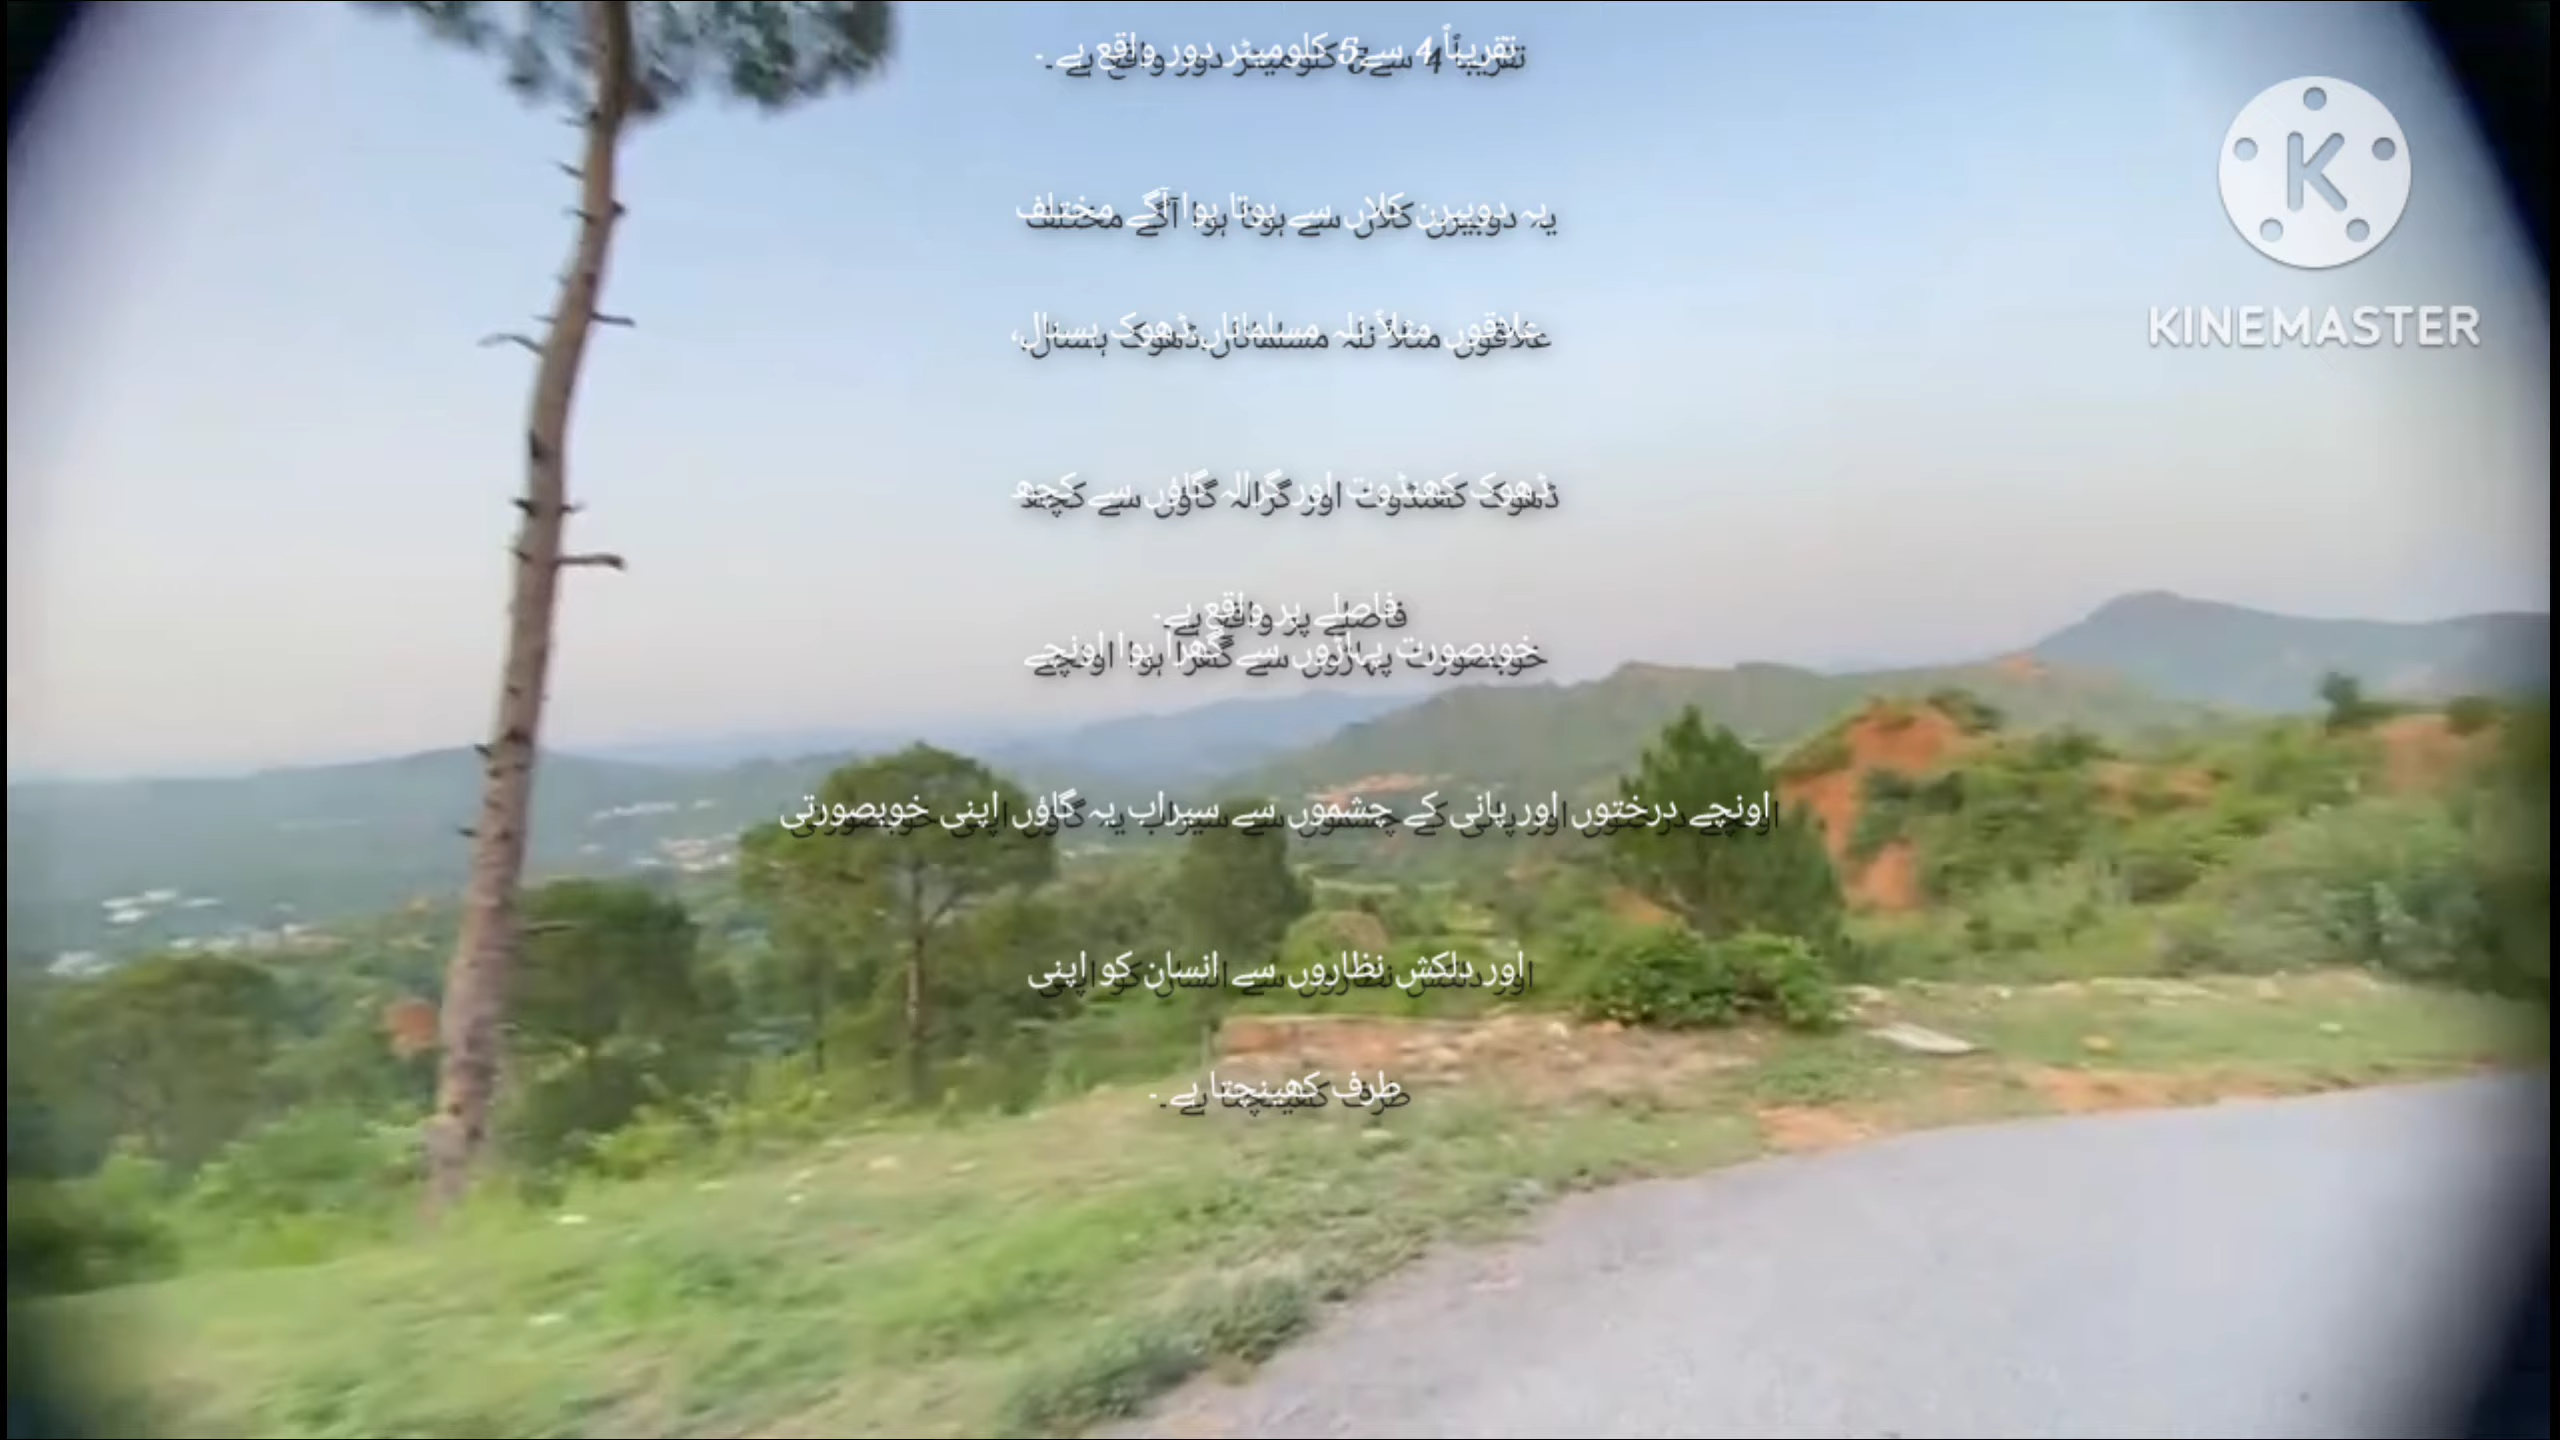 تقریباً 4 سے5 کلومیٹر دور واقع ہے ۔
یہ دوبیرن کلاں سے ہوتا ہوا آگے مختلف
علاقوں مثلاً نلہ مسلماناں،ڈھوک بسنال،
ڈھوک کھنڈوت اور گرالہ گاؤں سے کچھ
فاصلے پر واقع ہے۔
خوبصورت پہاڑوں سے گھرا ہوا اونچے
اونچے درختوں اور پانی کے چشموں سے سیراب یہ گاؤں اپنی خوبصورتی
اور دلکش نظاروں سے انسان کو اپنی
طرف کھینچتا ہے ۔
K
KINEMASTER